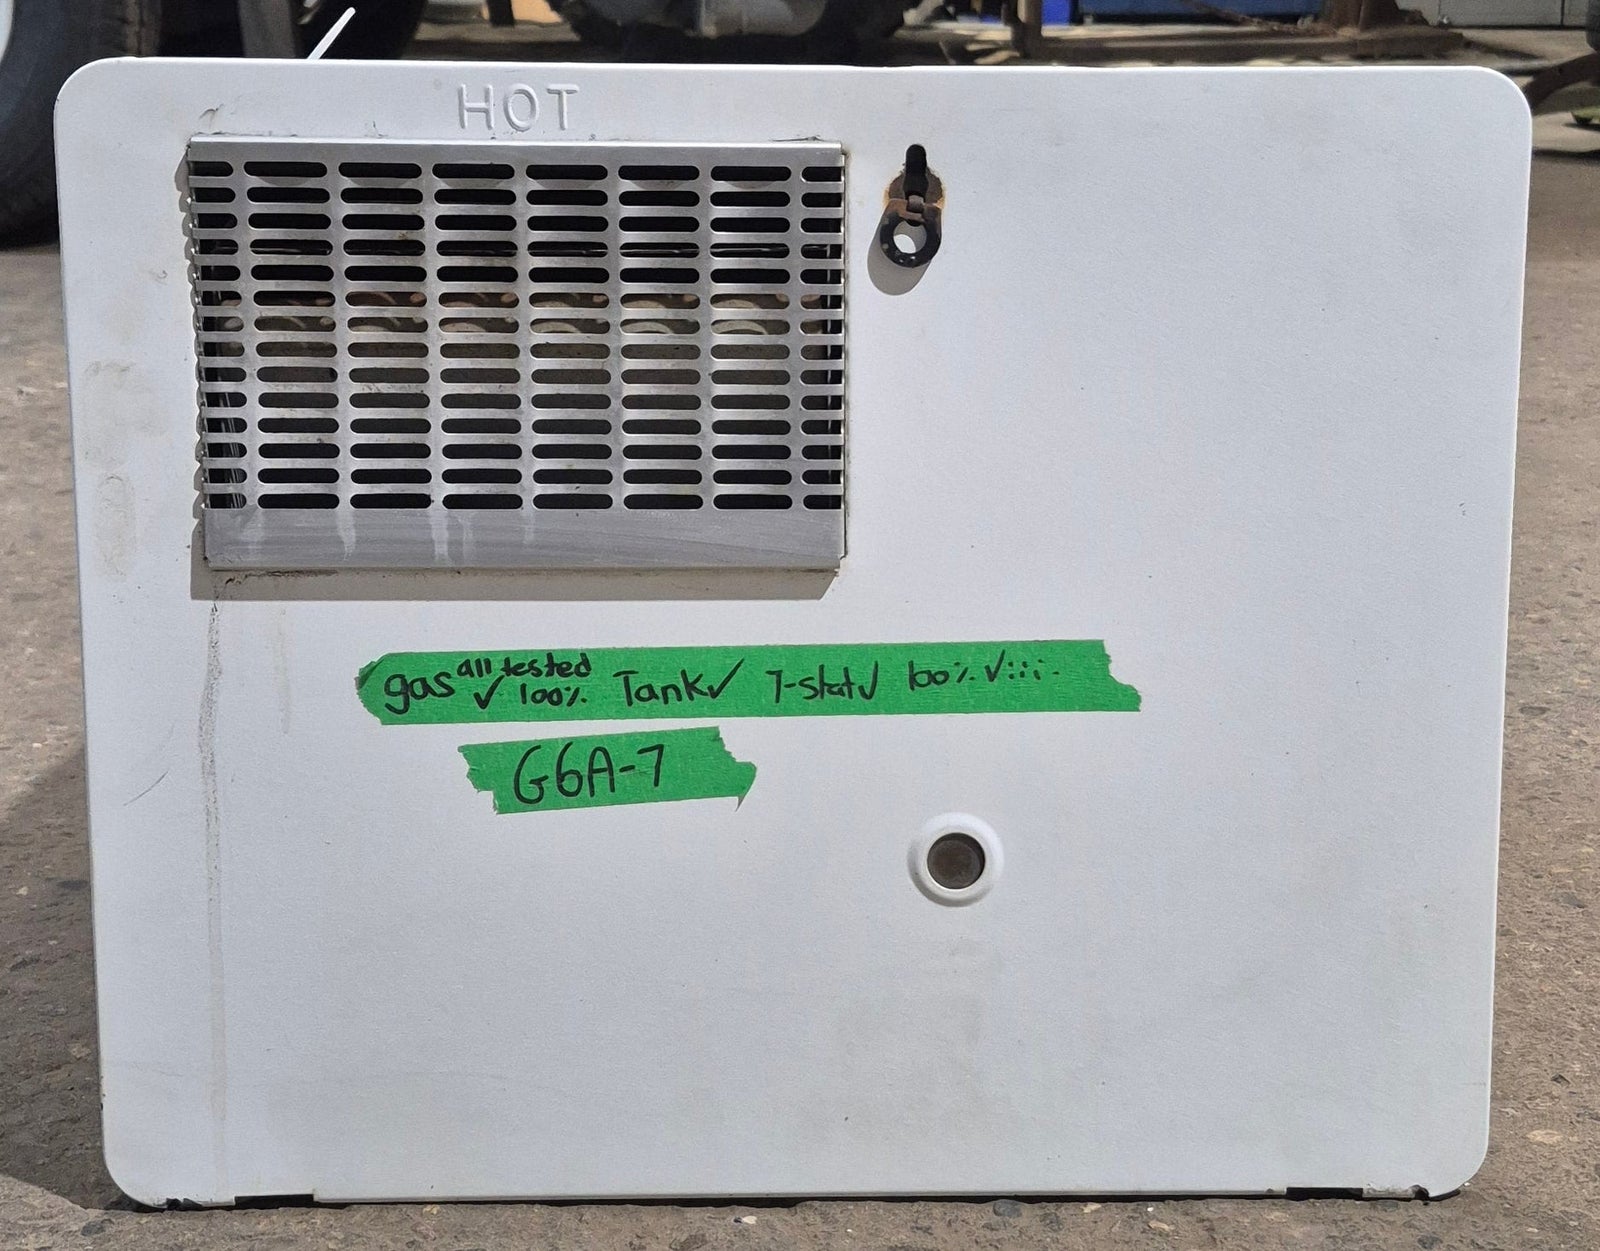 HOT
gas all tested ✓ 100% Tank✓ T-stat✓ 100% ✓
G6A-7